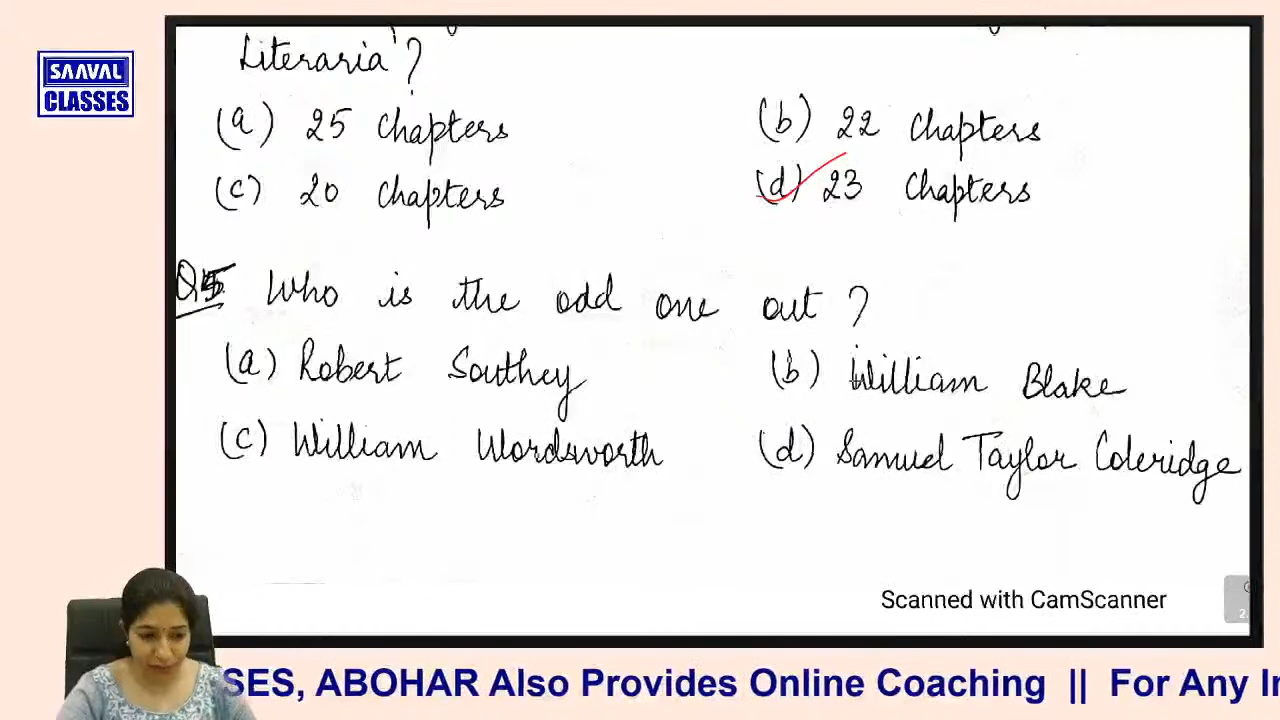 SAAVAL
CLASSES
Literaria'?
(a) 25 Chapters
(b) 22 Chapters
(c) 20 Chapters
(d) 23 Chapters
Q5 Who is the odd one out?
(a) Robert Southey
(b) William Blake
(c) William Wordsworth
(d) Samuel Taylor Coleridge
Scanned with CamScanner
SES, ABOHAR Also Provides Online Coaching || For Any In